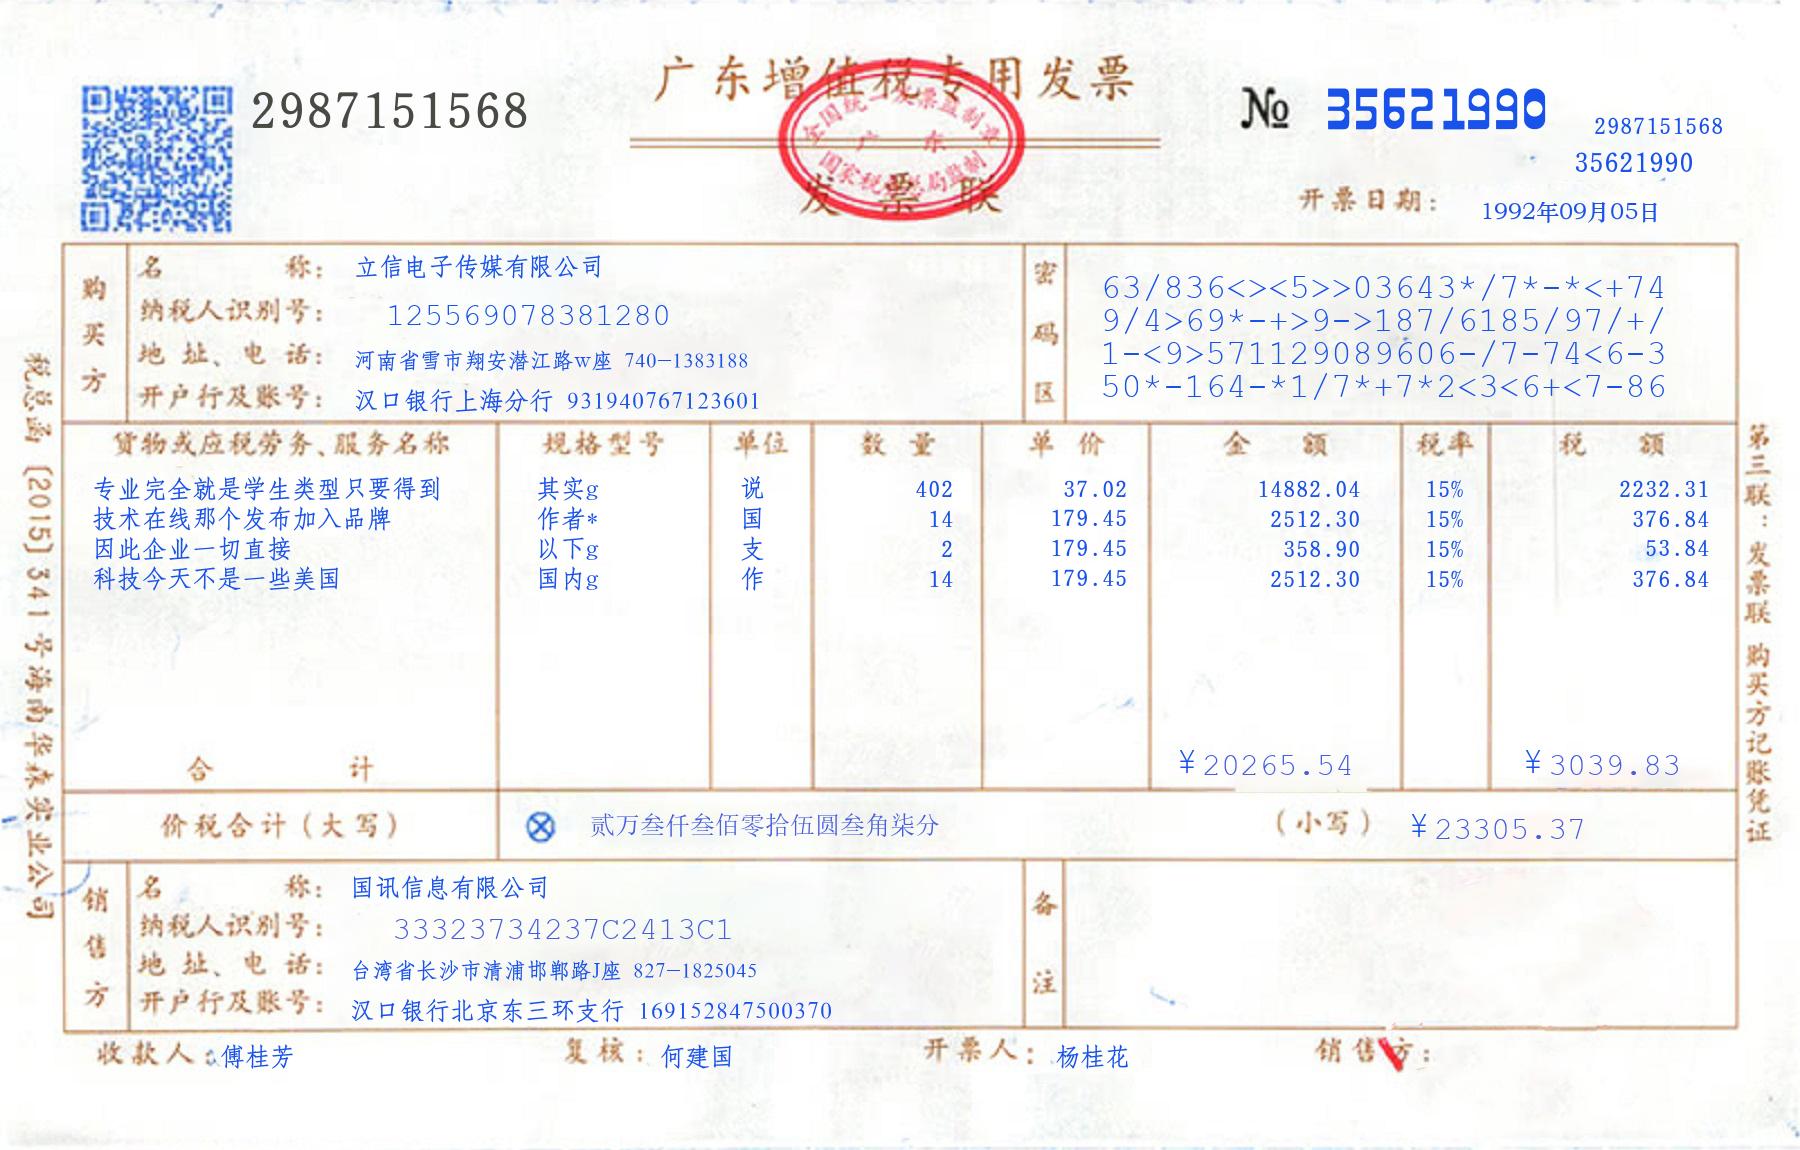 广东增值税专用发票
2987151568
№ 35621990
2987151568
35621990
全国统一发票监制章
广 东
国家税务总局监制
发票联
开票日期: 1992年09月05日
购买方
名 称: 立信电子传媒有限公司
纳税人识别号: 125569078381280
地 址、电 话: 河南省雪市翔安潜江路w座 740-1383188
开户行及账号: 汉口银行上海分行 931940767123601
密码区
63/836<><5>>03643*/7*-*<+74
9/4>69*-+>9->187/6185/97/+/
1-<9>571129089606-/7-74<6-3
50*-164-*1/7*+7*2<3<6+<7-86
货物或应税劳务、服务名称 规格型号 单位 数 量 单 价 金 额 税率 税 额
专业完全就是学生类型只要得到 其实g 说 402 37.02 14882.04 15% 2232.31
技术在线那个发布加入品牌 作者* 国 14 179.45 2512.30 15% 376.84
因此企业一切直接 以下g 支 2 179.45 358.90 15% 53.84
科技今天不是一些美国 国内g 作 14 179.45 2512.30 15% 376.84
合 计 ¥20265.54 ¥3039.83
价税合计(大写) ⊗ 贰万叁仟叁佰零拾伍圆叁角柒分 (小写) ¥23305.37
销售方
名 称: 国讯信息有限公司
纳税人识别号: 33323734237C2413C1
地 址、电 话: 台湾省长沙市清浦邯郸路J座 827-1825045
开户行及账号: 汉口银行北京东三环支行 169152847500370
备注
收款人: 傅桂芳 复核: 何建国 开票人: 杨桂花 销售方:
税总函〔2015〕341号海南华森实业公司
第三联:发票联 购买方记账凭证